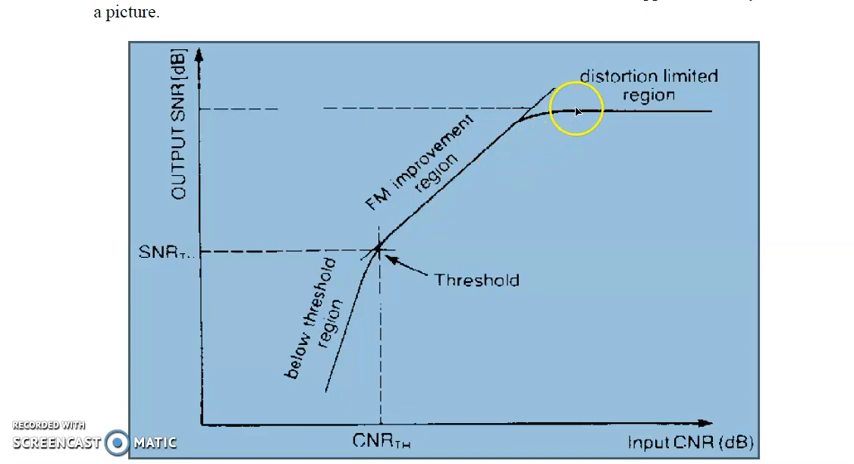 a picture.
distortion limited
region
OUTPUT SNR [dB]
FM improvement
region
SNR
Threshold
below threshold
region
CNRTH
Input CNR (dB)
RECORDED WITH
SCREENCAST MATIC